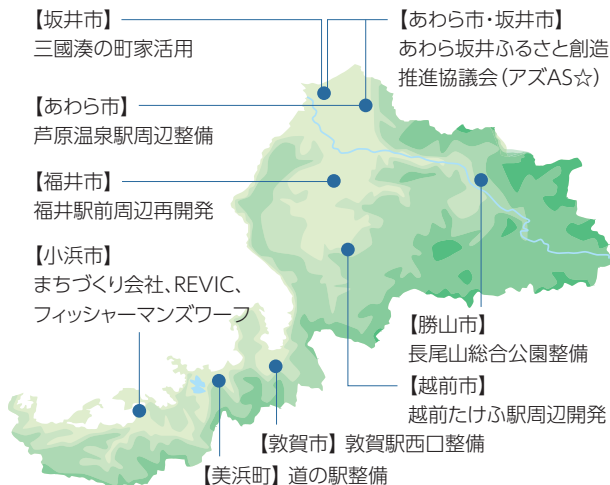 【坂井市】
三國湊の町家活用
【あわら市・坂井市】
あわら坂井ふるさと創造
推進協議会(アズAS☆)
【あわら市】
芦原温泉駅周辺整備
【福井市】
福井駅前周辺再開発
【小浜市】
まちづくり会社、REVIC、
フィッシャーマンズワーフ
【勝山市】
長尾山総合公園整備
【越前市】
越前たけふ駅周辺開発
【敦賀市】敦賀駅西口整備
【美浜町】道の駅整備